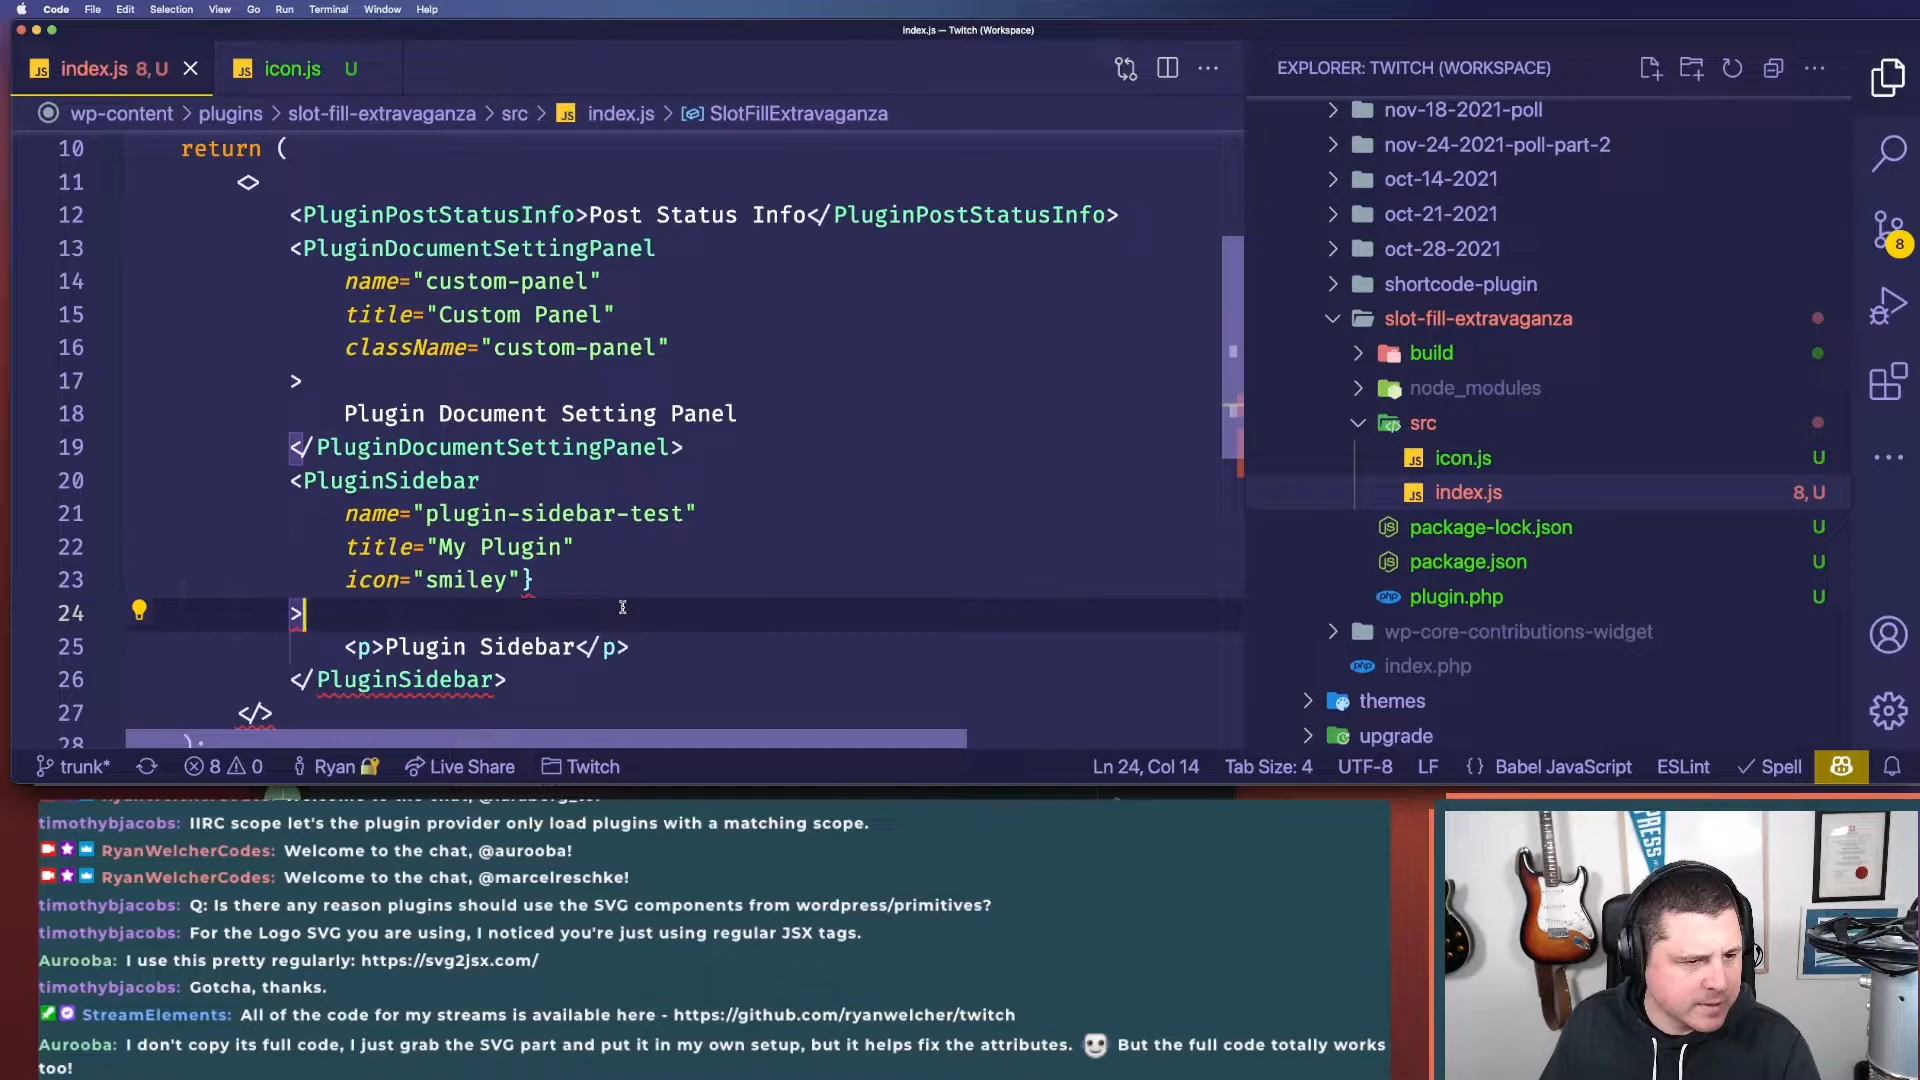 Code File Edit Selection View Go Run Terminal Window Help
index.js — Twitch (Workspace)
JS index.js 8, U
JS icon.js U
EXPLORER: TWITCH (WORKSPACE)
wp-content > plugins > slot-fill-extravaganza > src > JS index.js > SlotFillExtravaganza
10 return (
11 <>
12 <PluginPostStatusInfo>Post Status Info</PluginPostStatusInfo>
13 <PluginDocumentSettingPanel
14 name="custom-panel"
15 title="Custom Panel"
16 className="custom-panel"
17 >
18 Plugin Document Setting Panel
19 </PluginDocumentSettingPanel>
20 <PluginSidebar
21 name="plugin-sidebar-test"
22 title="My Plugin"
23 icon="smiley"}
24 >
25 <p>Plugin Sidebar</p>
26 </PluginSidebar>
27 </>
28 );
nov-18-2021-poll
nov-24-2021-poll-part-2
oct-14-2021
oct-21-2021
oct-28-2021
shortcode-plugin
slot-fill-extravaganza
build
node_modules
src
JS icon.js U
JS index.js 8, U
package-lock.json U
package.json U
php plugin.php U
wp-core-contributions-widget
php index.php
themes
upgrade
8
trunk* 8 0 Ryan Live Share Twitch
Ln 24, Col 14 Tab Size: 4 UTF-8 LF {} Babel JavaScript ESLint Spell
timothybjacobs: IIRC scope let's the plugin provider only load plugins with a matching scope.
RyanWelcherCodes: Welcome to the chat, @aurooba!
RyanWelcherCodes: Welcome to the chat, @marcelreschke!
timothybjacobs: Q: Is there any reason plugins should use the SVG components from wordpress/primitives?
timothybjacobs: For the Logo SVG you are using, I noticed you're just using regular JSX tags.
Aurooba: I use this pretty regularly: https://svg2jsx.com/
timothybjacobs: Gotcha, thanks.
StreamElements: All of the code for my streams is available here - https://github.com/ryanwelcher/twitch
Aurooba: I don't copy its full code, I just grab the SVG part and put it in my own setup, but it helps fix the attributes. But the full code totally works
too!
PRESS